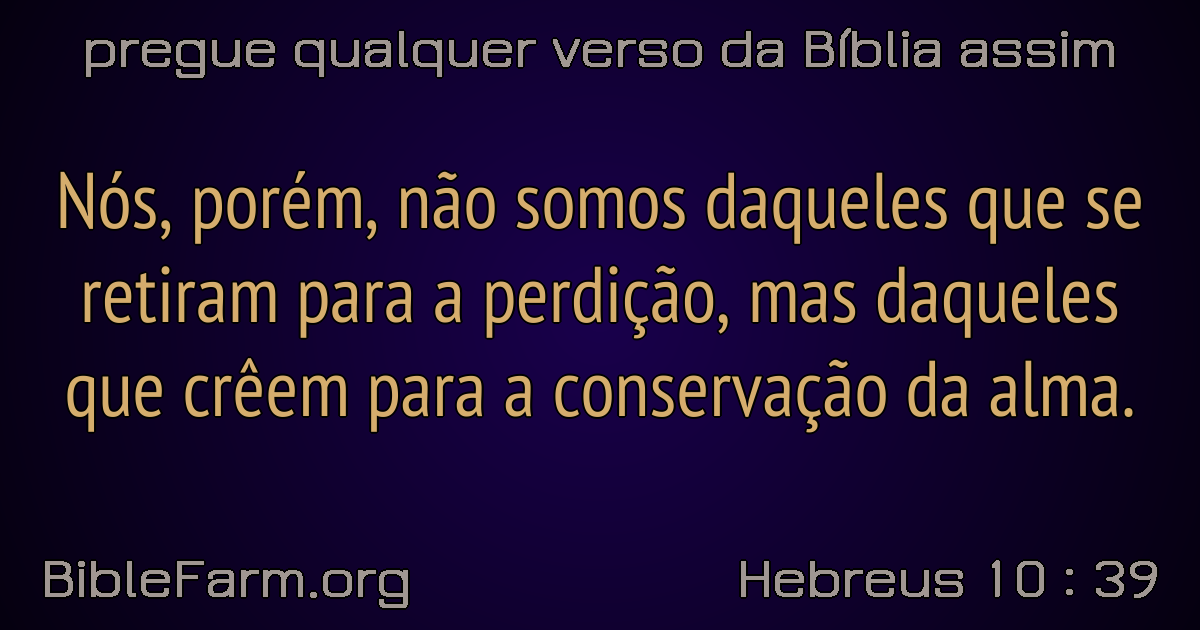 pregue qualquer verso da Bíblia assim
Nós, porém, não somos daqueles que se
retiram para a perdição, mas daqueles
que crêem para a conservação da alma.
BibleFarm.org
Hebreus 10 : 39